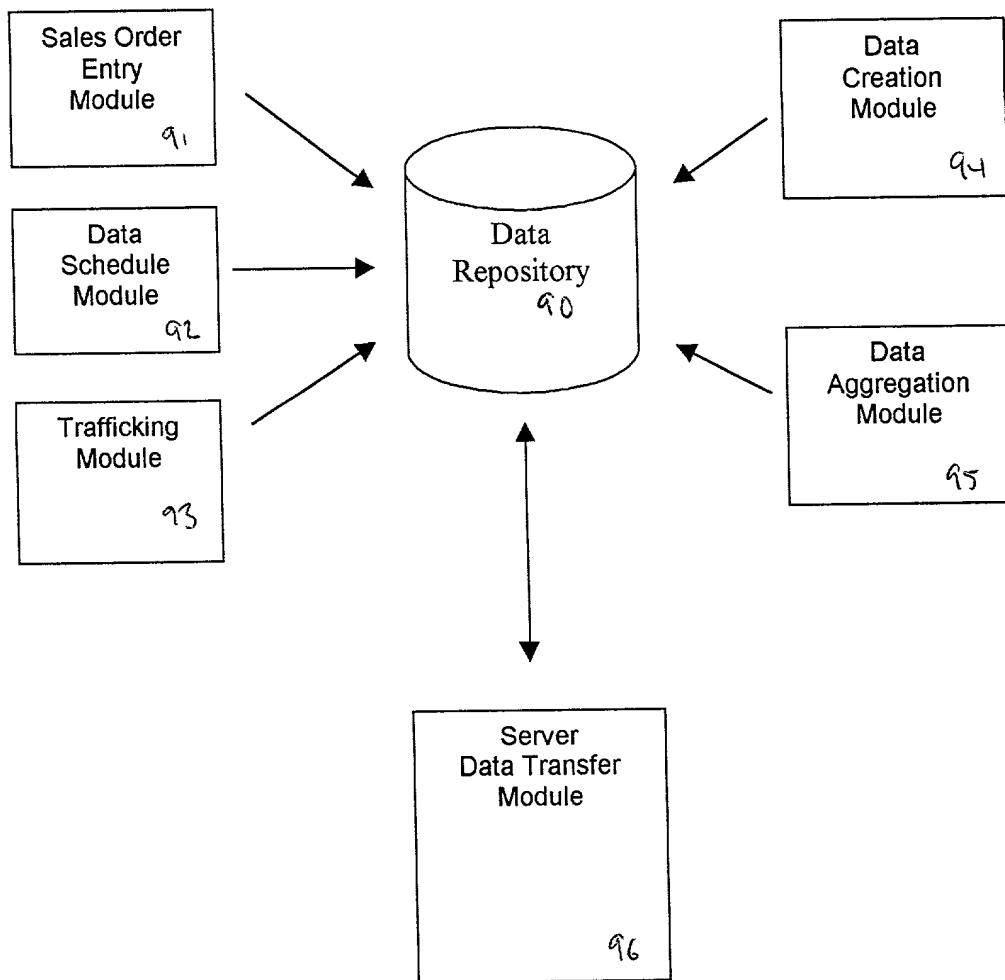 Sales Order
Entry
Module
91
Data
Schedule
Module
92
Trafficking
Module
93
Data
Repository
90
Data
Creation
Module
94
Data
Aggregation
Module
95
Server
Data Transfer
Module
96